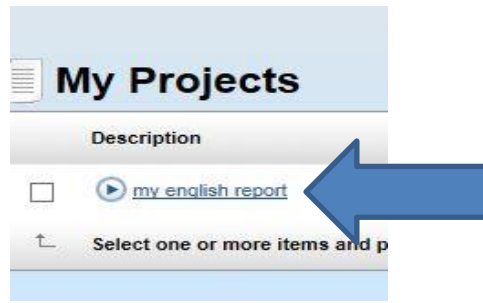 My Projects
Description
my english report
Select one or more items and p